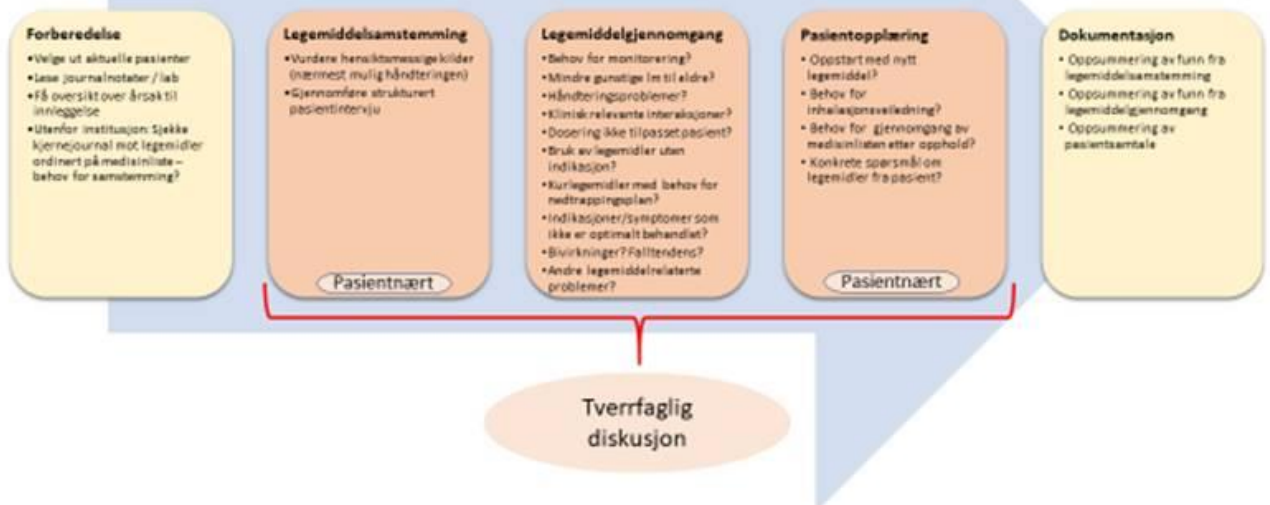 Forberedelse
•Velge ut aktuelle pasienter
•Lese journalnotater / lab
•Få oversikt over årsak til
innleggelse
•Utenfor institusjon: Sjekke
kjernejournal mot legemidler
ordinert på medisinliste –
behov for samstemming?
Legemiddelsamstemming
•Vurdere hensiktsmessige kilder
(nærmest mulig håndteringen)
•Gjennomføre strukturert
pasientintervju
Pasientnært
Legemiddelgjennomgang
•Behov for monitorering?
•Mindre gunstige lm til eldre?
•Håndteringsproblemer?
•Klinisk relevante interaksjoner?
•Dosering ikke tilpasset pasient?
•Bruk av legemidler uten
indikasjon?
•Kurlegemidler med behov for
nedtrappingsplan?
•Indikasjoner/symptomer som
ikke er optimalt behandlet?
•Bivirkninger? Falltendens?
•Andre legemiddelrelaterte
problemer?
Pasientopplæring
• Oppstart med nytt
legemiddel?
• Behov for
inhalasjonsveiledning?
• Behov for gjennomgang av
medisinlisten etter opphold?
• Konkrete spørsmål om
legemidler fra pasient?
Pasientnært
Dokumentasjon
• Oppsummering av funn fra
legemiddelsamstemming
• Oppsummering av funn fra
legemiddelgjennomgang
• Oppsummering av
pasientsamtale
Tverrfaglig
diskusjon